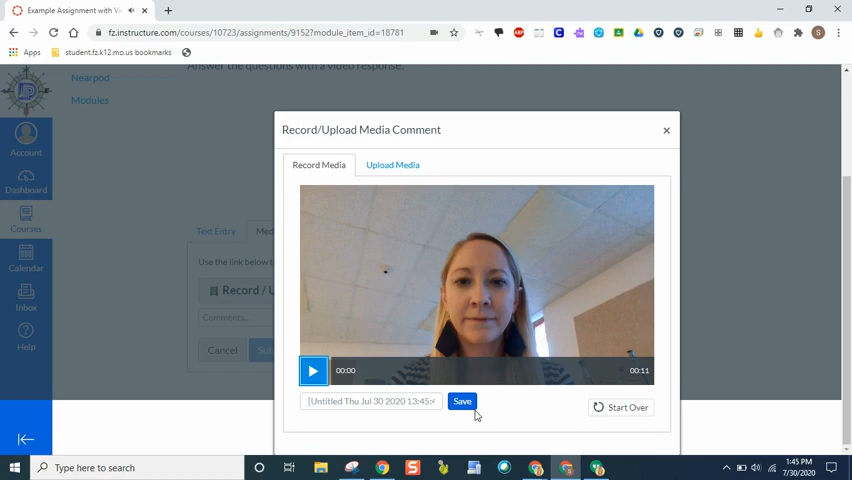 Example Assignment with Vi
fz.instructure.com/courses/10723/assignments/9152?module_item_id=18781
Apps
student.fz.k12.mo.us bookmarks
Answer the questions with a video response.
Nearpod
Modules
Account
Dashboard
Courses
Calendar
Inbox
Help
Text Entry
Med
Use the link below t
Record / U
Comments...
Cancel
Su
Record/Upload Media Comment
Record Media
Upload Media
00:00
00:11
[Untitled Thu Jul 30 2020 13:45:4
Save
Start Over
Type here to search
1:45 PM
7/30/2020